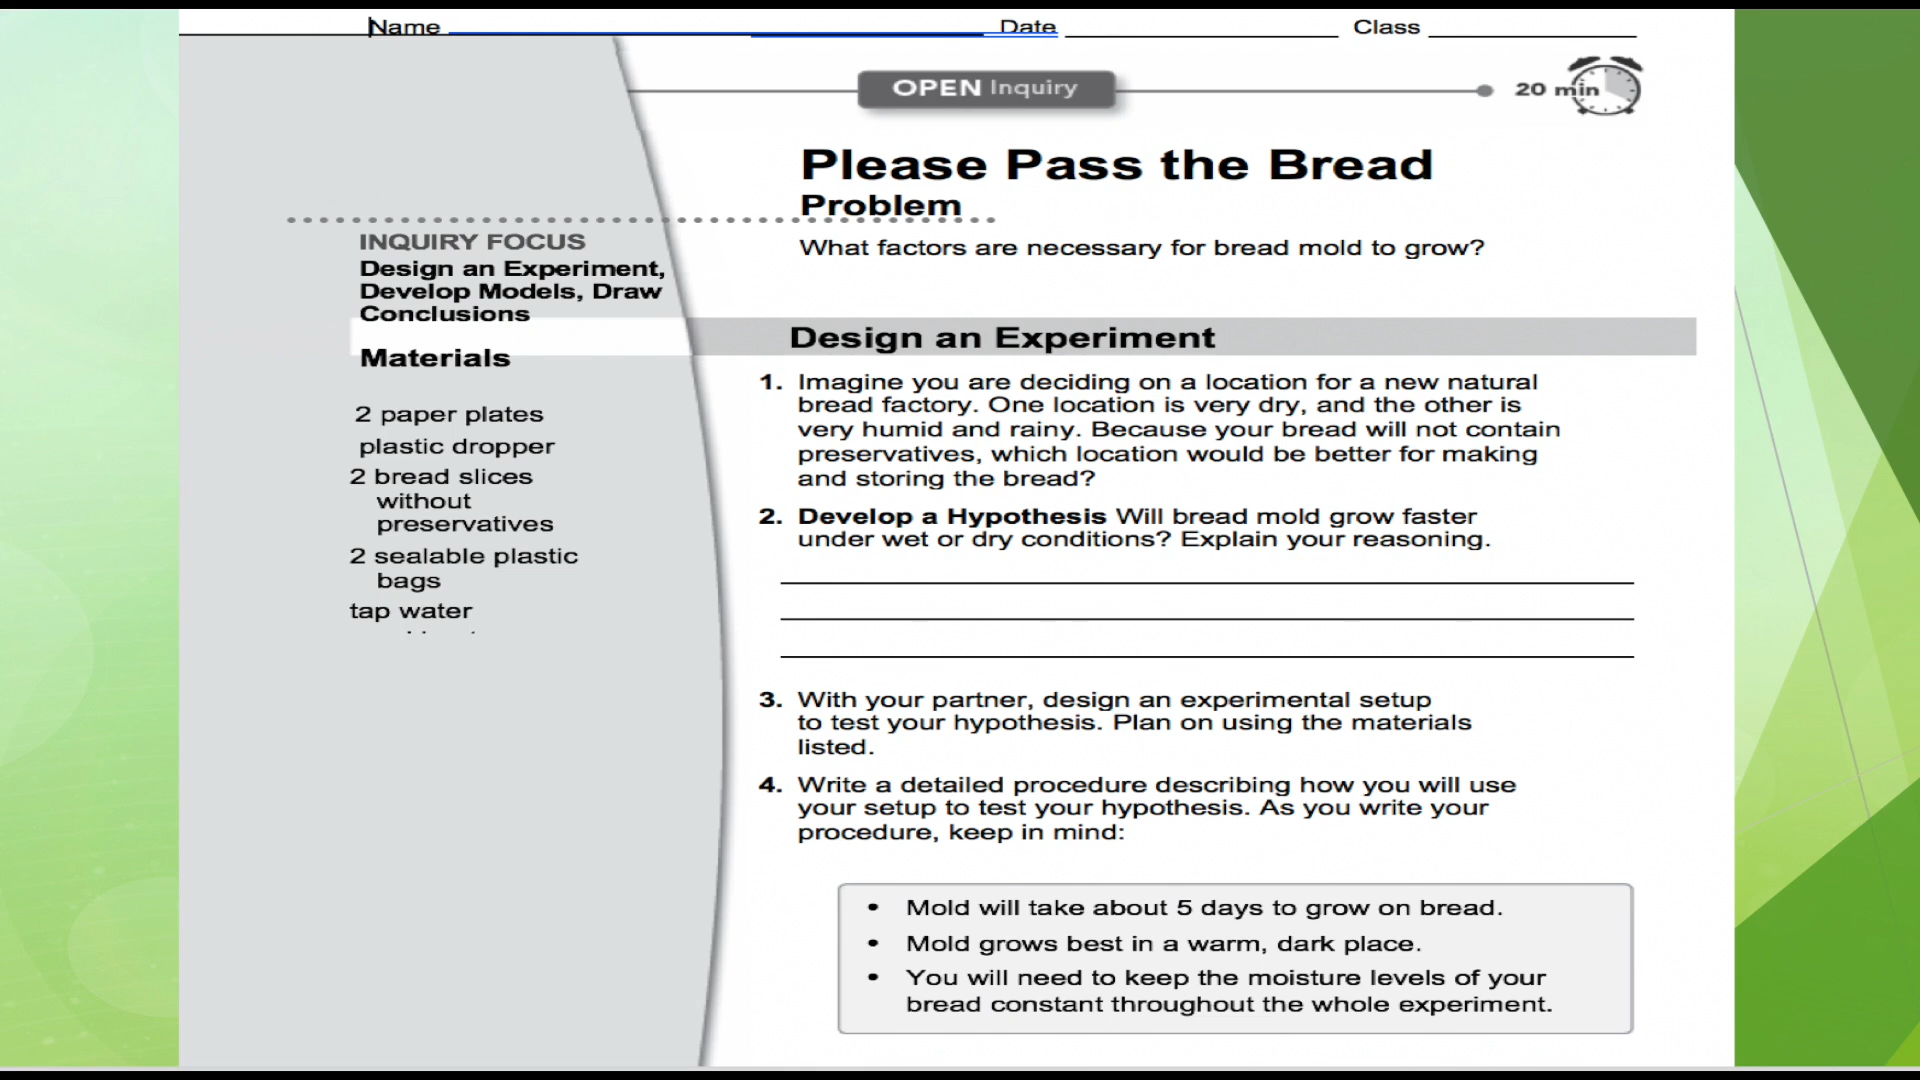 Name Date Class
OPEN Inquiry
20 min
Please Pass the Bread
Problem
What factors are necessary for bread mold to grow?
INQUIRY FOCUS
Design an Experiment,
Develop Models, Draw
Conclusions
Materials
2 paper plates
plastic dropper
2 bread slices
without
preservatives
2 sealable plastic
bags
tap water
Design an Experiment
1. Imagine you are deciding on a location for a new natural
bread factory. One location is very dry, and the other is
very humid and rainy. Because your bread will not contain
preservatives, which location would be better for making
and storing the bread?
2. Develop a Hypothesis Will bread mold grow faster
under wet or dry conditions? Explain your reasoning.
3. With your partner, design an experimental setup
to test your hypothesis. Plan on using the materials
listed.
4. Write a detailed procedure describing how you will use
your setup to test your hypothesis. As you write your
procedure, keep in mind:
• Mold will take about 5 days to grow on bread.
• Mold grows best in a warm, dark place.
• You will need to keep the moisture levels of your
bread constant throughout the whole experiment.